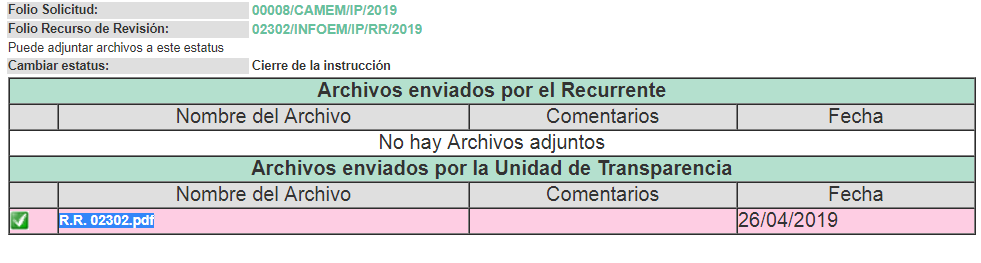 Folio Solicitud: 00008/CAMEM/IP/2019
Folio Recurso de Revisión: 02302/INFOEM/IP/RR/2019
Puede adjuntar archivos a este estatus
Cambiar estatus: Cierre de la instrucción
Archivos enviados por el Recurrente
Nombre del Archivo Comentarios Fecha
No hay Archivos adjuntos
Archivos enviados por la Unidad de Transparencia
Nombre del Archivo Comentarios Fecha
R.R. 02302.pdf 26/04/2019